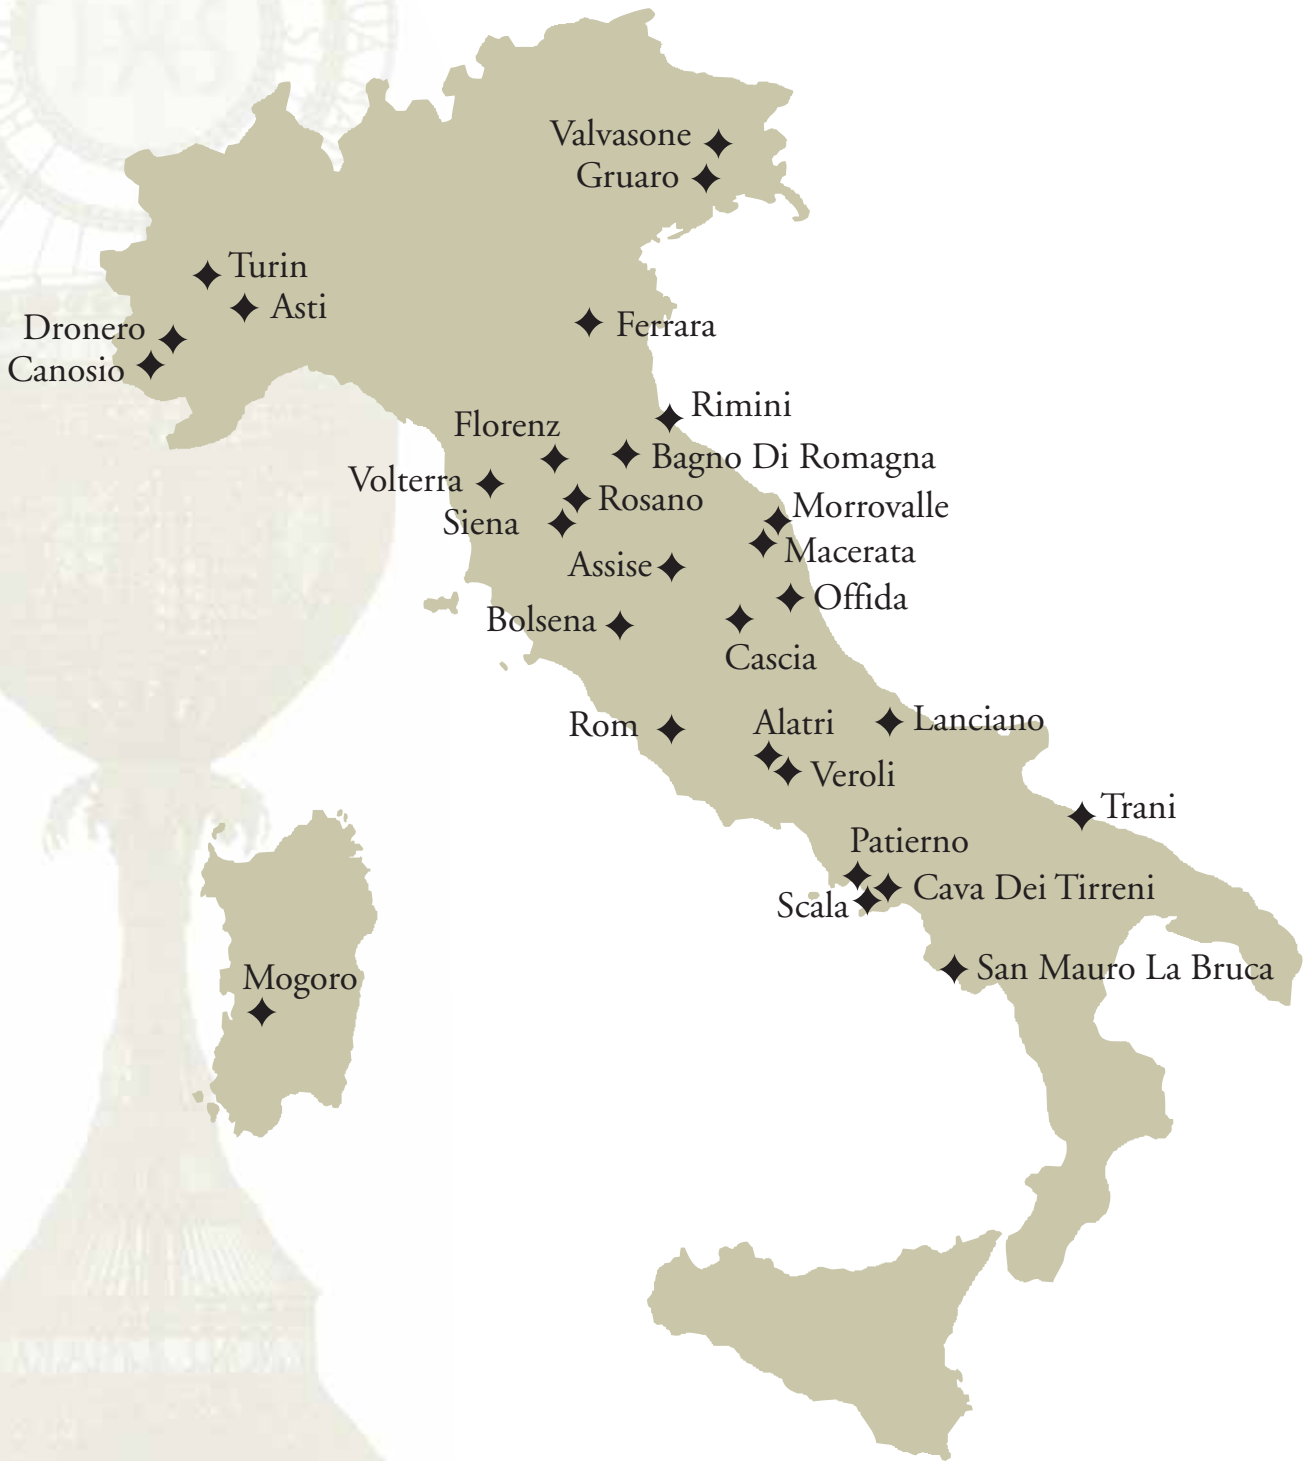 Valvasone
Gruaro
Turin
Asti
Dronero
Canosio
Ferrara
Rimini
Florenz
Bagno Di Romagna
Volterra
Rosano
Siena
Morrovalle
Macerata
Assise
Offida
Bolsena
Cascia
Rom
Alatri
Lanciano
Veroli
Trani
Patierno
Cava Dei Tirreni
Scala
San Mauro La Bruca
Mogoro